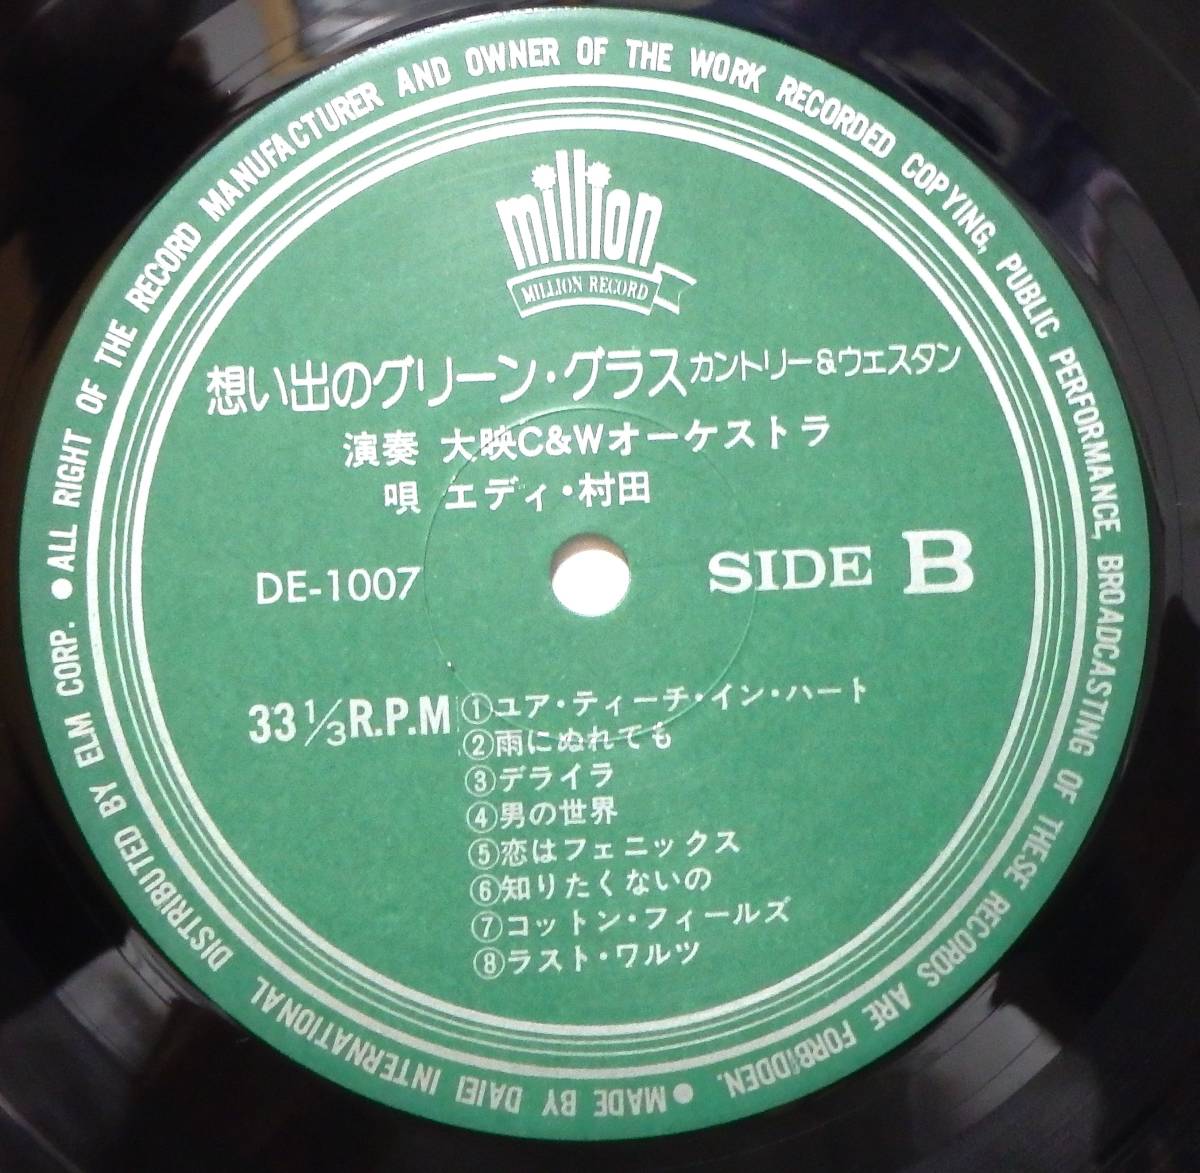 ● ALL RIGHT OF THE RECORD MANUFACTURER AND OWNER OF THE WORK RECORDED COPYING, PUBLIC PERFORMANCE, BROADCASTING OF THESE RECORDS ARE FORBIDDEN.
● MADE BY DAIEI INTERNATIONAL DISTRIBUTED BY ELM CORP.
million
MILLION RECORD
想い出のグリーン・グラス カントリー&ウェスタン
演奏 大映C&Wオーケストラ
唄 エディ・村田
DE-1007 SIDE B
33 1/3 R.P.M
①ユア・ティーチ・イン・ハート
②雨にぬれても
③デライラ
④男の世界
⑤恋はフェニックス
⑥知りたくないの
⑦コットン・フィールズ
⑧ラスト・ワルツ